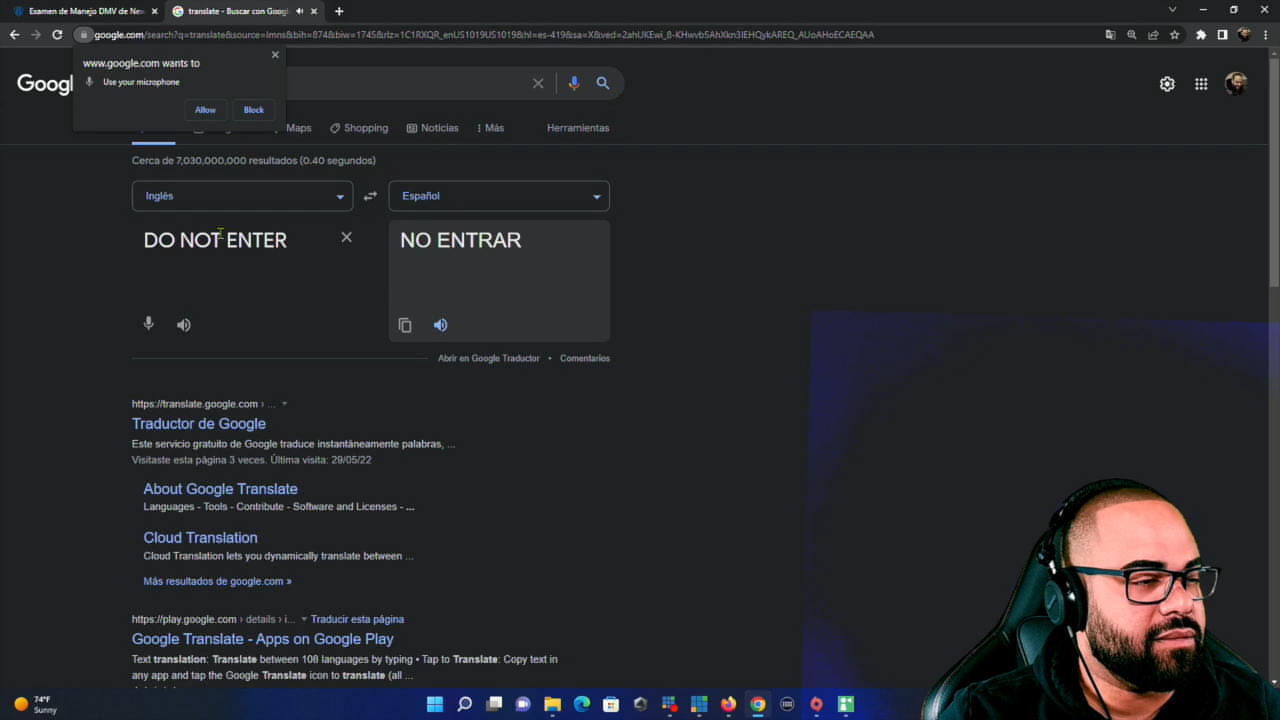 Examen de Manejo DMV de Ne
translate - Buscar con Googl
google.com/search?q=translate&source=lmns&bih=874&biw=1745&rlz=1C1RXQR_enUS1019US1019&hl=es-419&sa=X&ved=
www.google.com wants to
Use your microphone
Allow Block
Googl
Maps Shopping Noticias Más Herramientas
Cerca de 7,030,000,000 resultados (0.40 segundos)
Inglés Español
DO NOT ENTER NO ENTRAR
Abrir en Google Traductor • Comentarios
https://translate.google.com › ...
Traductor de Google
Este servicio gratuito de Google traduce instantáneamente palabras, ...
Visitaste esta página 3 veces. Última visita: 29/05/22
About Google Translate
Languages - Tools - Contribute - Software and Licenses - ...
Cloud Translation
Cloud Translation lets you dynamically translate between ...
Más resultados de google.com »
https://play.google.com › details › i... Traducir esta página
Google Translate - Apps on Google Play
Text translation: Translate between 108 languages by typing • Tap to Translate: Copy text in
any app and tap the Google Translate icon to translate (all ...
74°F
Sunny